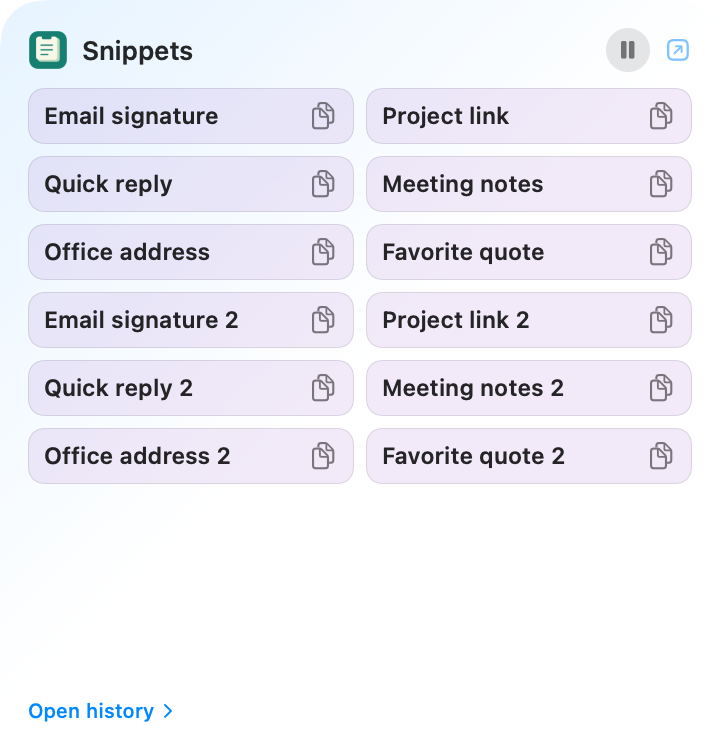 Snippets
Email signature
Project link
Quick reply
Meeting notes
Office address
Favorite quote
Email signature 2
Project link 2
Quick reply 2
Meeting notes 2
Office address 2
Favorite quote 2
Open history